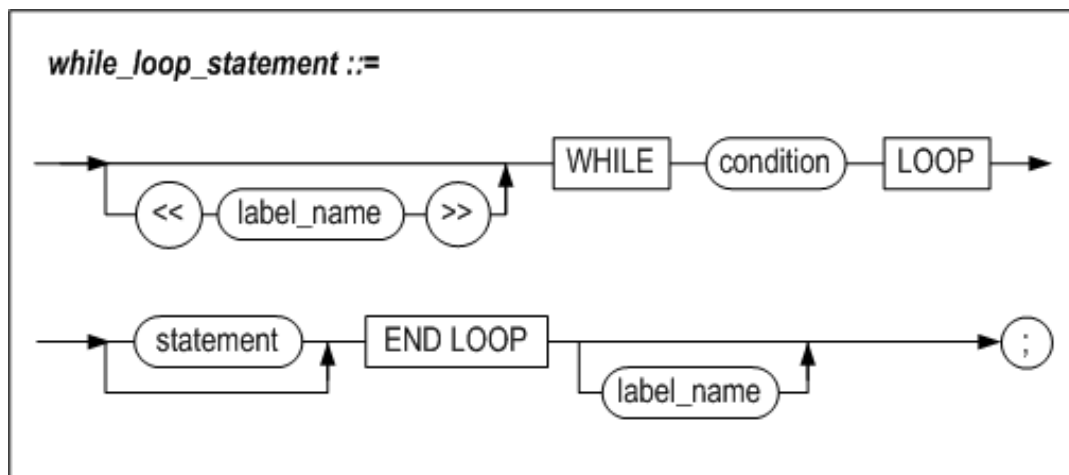 while_loop_statement ::=
WHILE condition LOOP
<< label_name >>
statement END LOOP ;
label_name